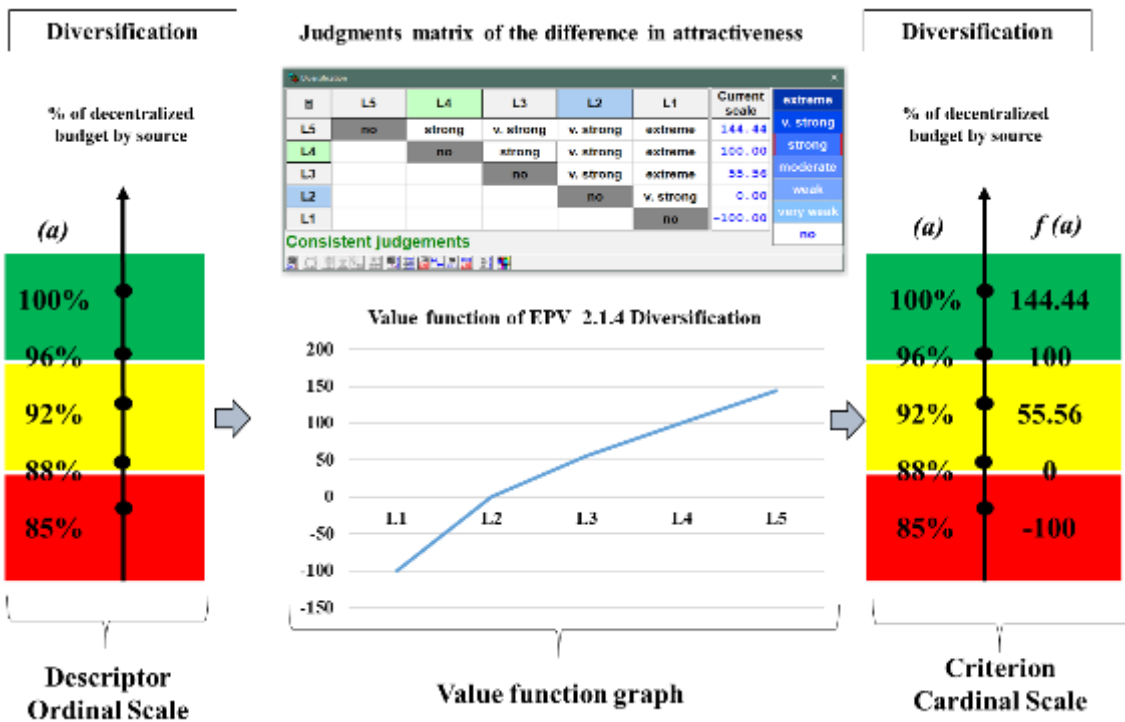 Diversification
% of decentralized
budget by source
(a)
100%
96%
92%
88%
85%
Descriptor
Ordinal Scale
Judgments matrix of the difference in attractiveness
Diversification
L5 L4 L3 L2 L1 Current scale
L5 no strong v. strong v. strong extreme 144.44
L4 no strong v. strong extreme 100.00
L3 no v. strong extreme 55.56
L2 no v. strong 0.00
L1 no -100.00
extreme
v. strong
strong
moderate
weak
very weak
no
Consistent judgements
Value function of EPV 2.1.4 Diversification
200
150
100
50
0
-50
-100
-150
L1 L2 L3 L4 L5
Value function graph
Diversification
% of decentralized
budget by source
(a) f (a)
100% 144.44
96% 100
92% 55.56
88% 0
85% -100
Criterion
Cardinal Scale